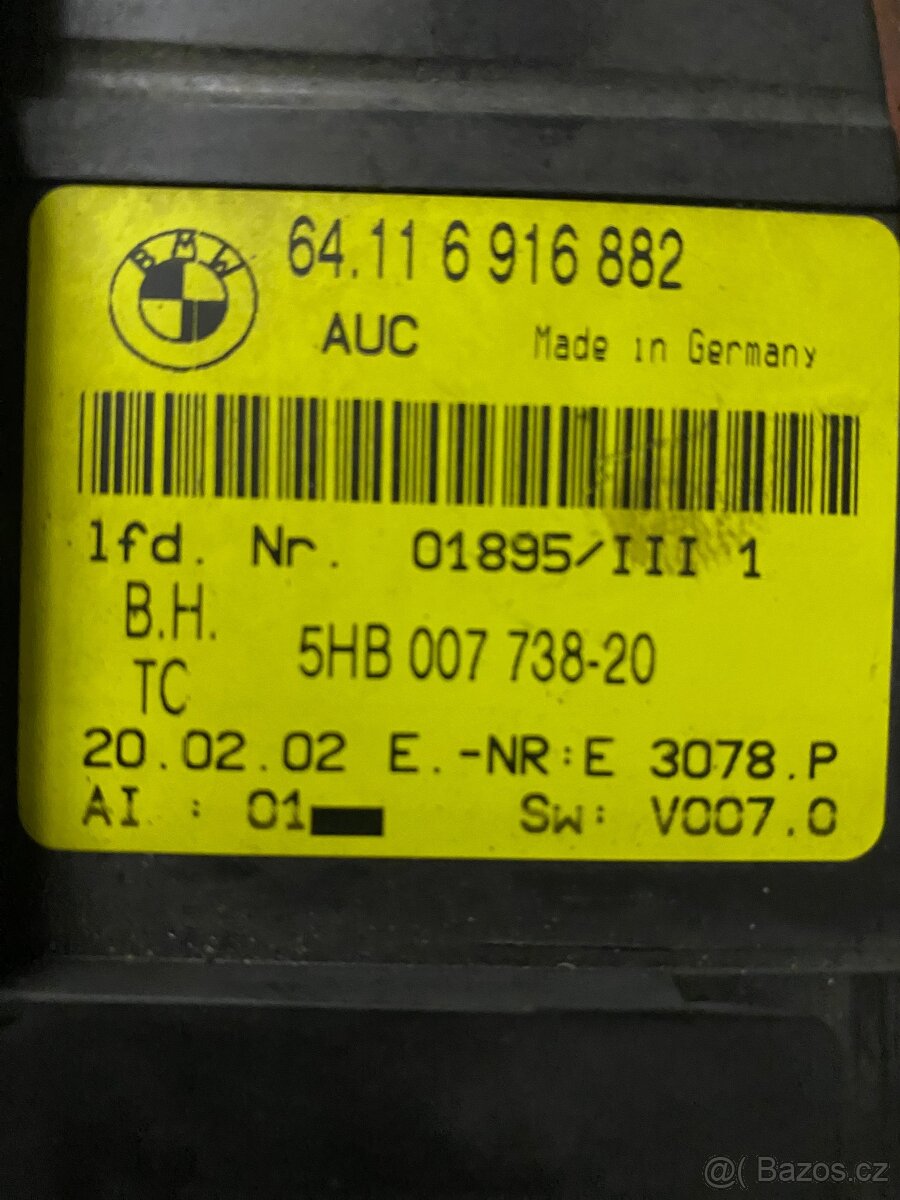 BMW
64.11 6 916 882
AUC Made in Germany
lfd. Nr. 01895/III 1
B.H.
5HB 007 738-20
TC
20.02.02 E.-NR:E 3078.P
AI : 01 Sw: V007.0
@( Bazoš.cz